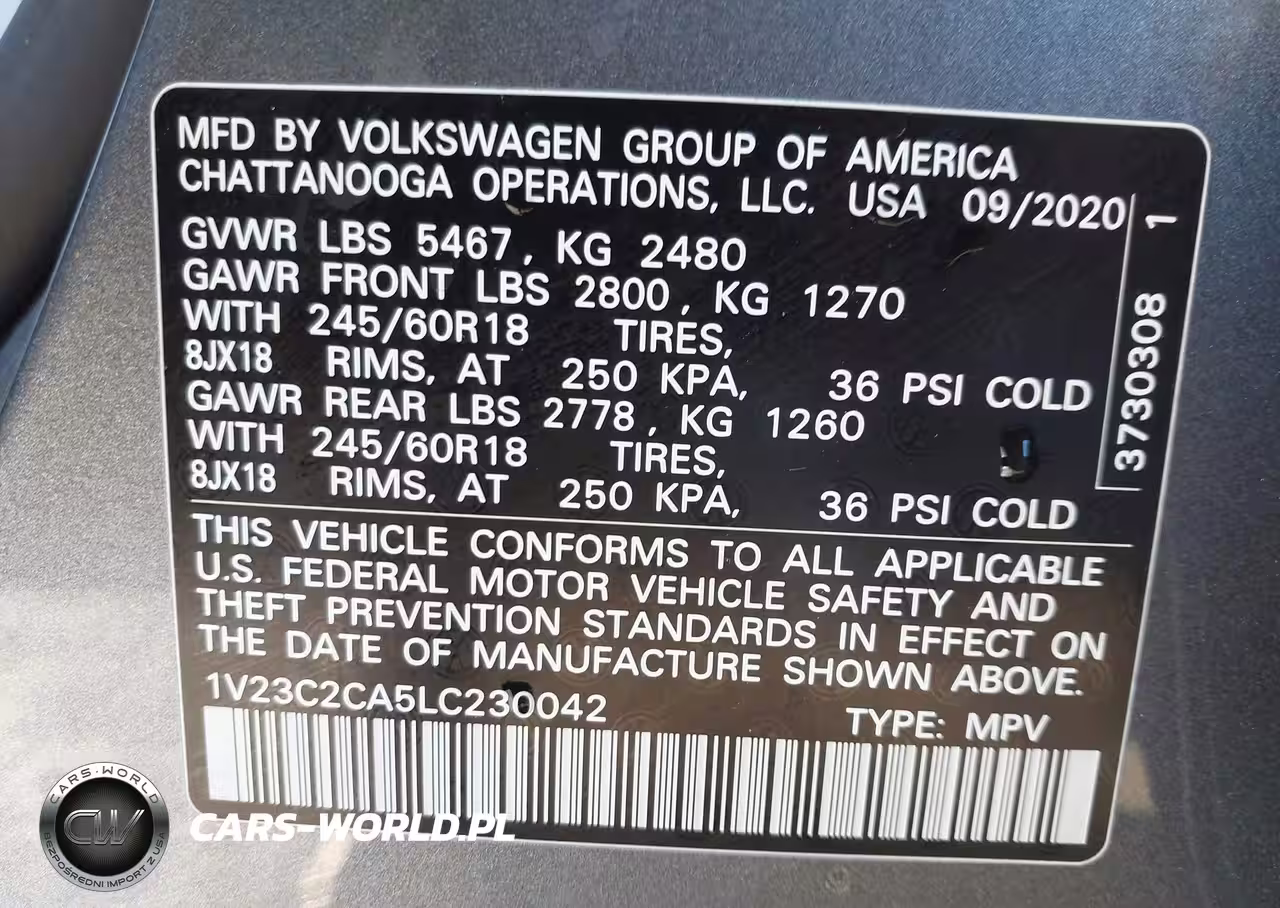 MFD BY VOLKSWAGEN GROUP OF AMERICA
CHATTANOOGA OPERATIONS, LLC. USA 09/2020
GVWR LBS 5467, KG 2480
GAWR FRONT LBS 2800, KG 1270
WITH 245/60R18 TIRES,
8JX18 RIMS, AT 250 KPA, 36 PSI COLD
GAWR REAR LBS 2778, KG 1260
WITH 245/60R18 TIRES,
8JX18 RIMS, AT 250 KPA, 36 PSI COLD
3730308 1
THIS VEHICLE CONFORMS TO ALL APPLICABLE
U.S. FEDERAL MOTOR VEHICLE SAFETY AND
THEFT PREVENTION STANDARDS IN EFFECT ON
THE DATE OF MANUFACTURE SHOWN ABOVE.
1V23C2CA5LC230042 TYPE: MPV
CARS-WORLD
CW
BEZPOŚREDNI IMPORT Z USA
CARS-WORLD.PL